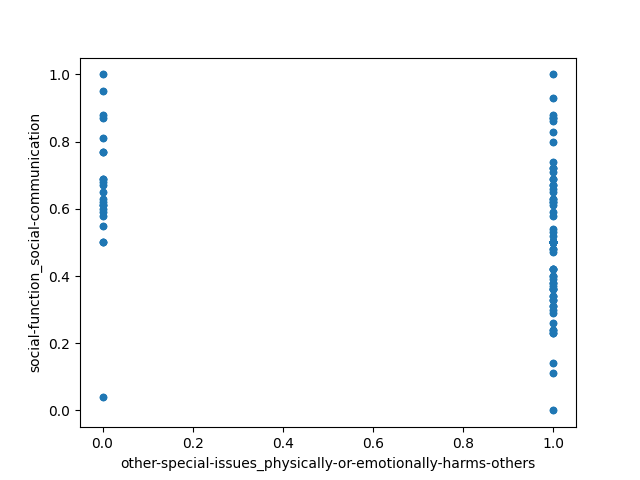 1.0
0.8
0.6
0.4
0.2
0.0
social-function_social-communication
0.0 0.2 0.4 0.6 0.8 1.0
other-special-issues_physically-or-emotionally-harms-others